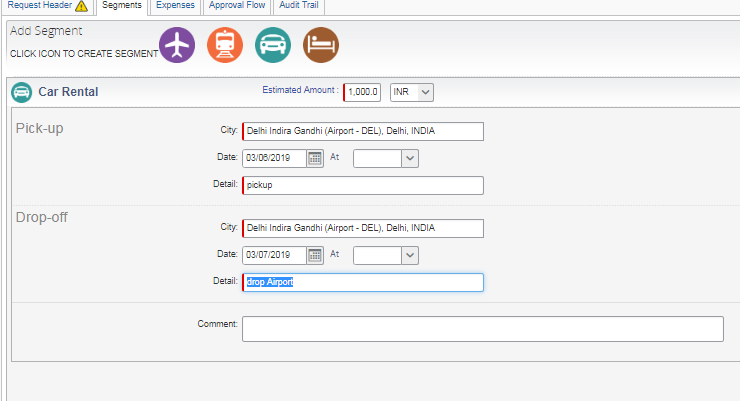 Request Header Segments Expenses Approval Flow Audit Trail
Add Segment
CLICK ICON TO CREATE SEGMENT
Car Rental Estimated Amount : 1,000.0 INR
Pick-up
City: Delhi Indira Gandhi (Airport - DEL), Delhi, INDIA
Date: 03/06/2019 At
Detail: pickup
Drop-off
City: Delhi Indira Gandhi (Airport - DEL), Delhi, INDIA
Date: 03/07/2019 At
Detail: drop Airport
Comment: